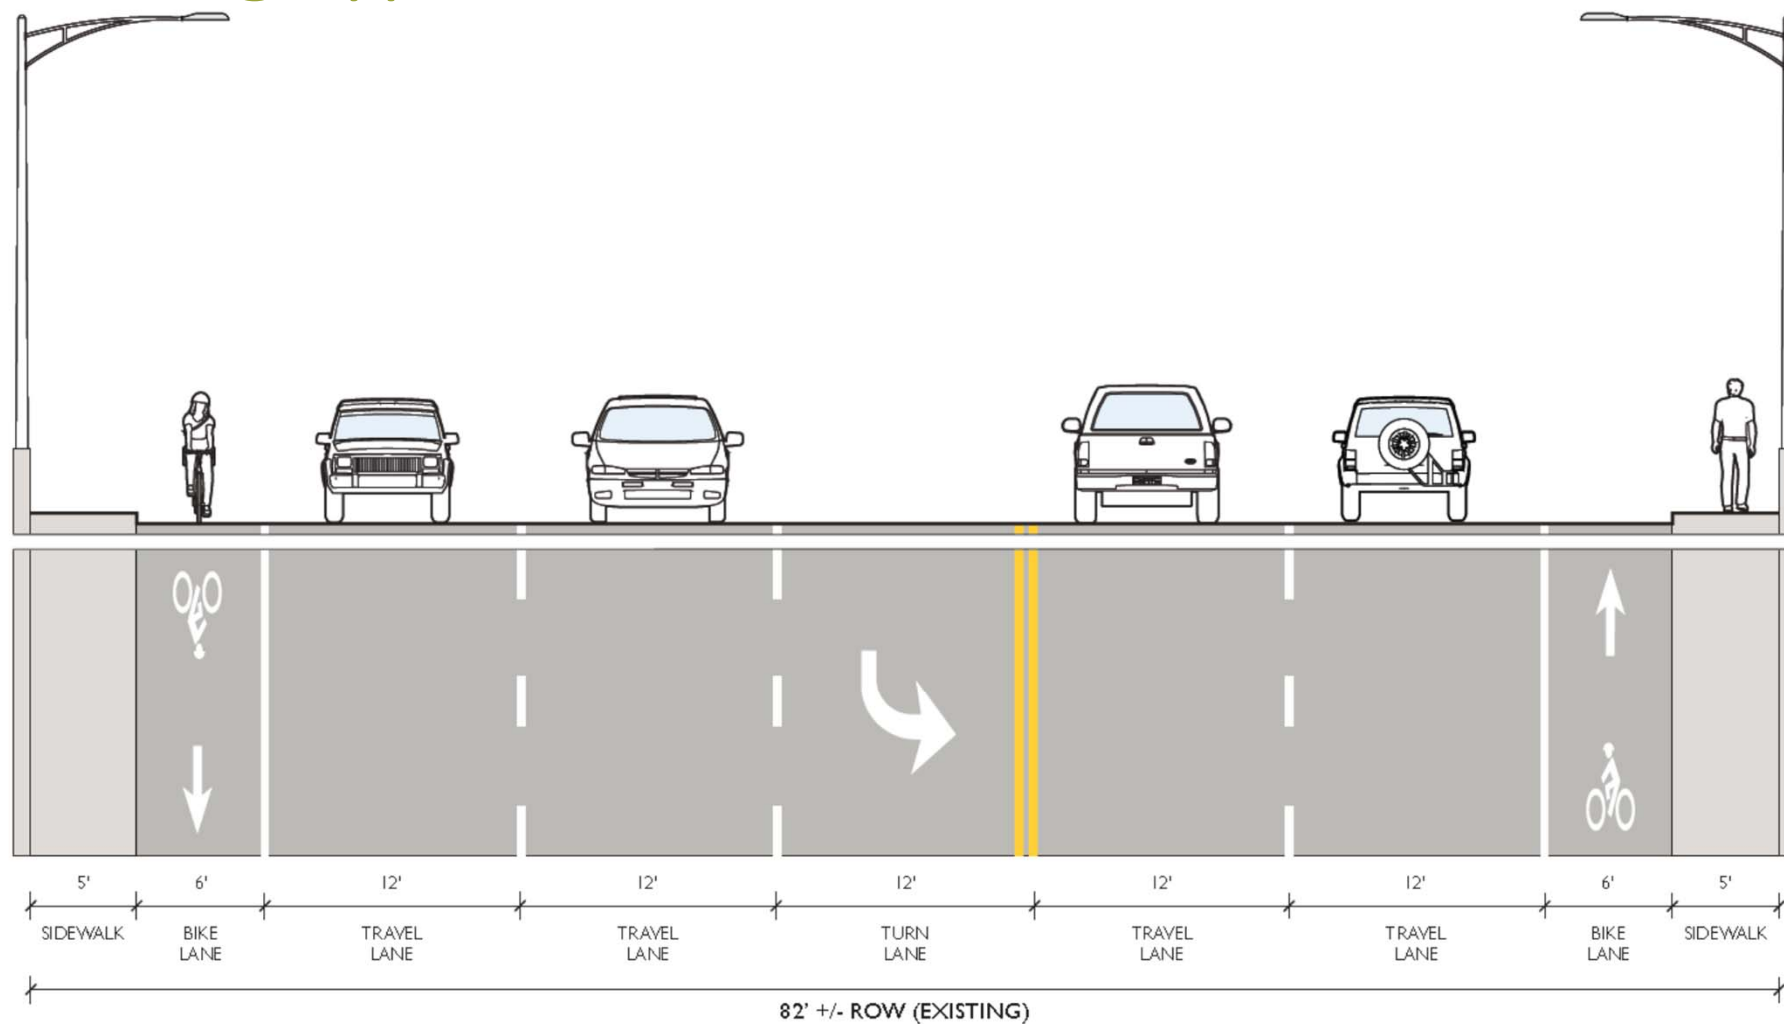 5'
6'
12'
12'
12'
12'
12'
6'
5'
SIDEWALK
BIKE
LANE
TRAVEL
LANE
TRAVEL
LANE
TURN
LANE
TRAVEL
LANE
TRAVEL
LANE
BIKE
LANE
SIDEWALK
82' +/- ROW (EXISTING)